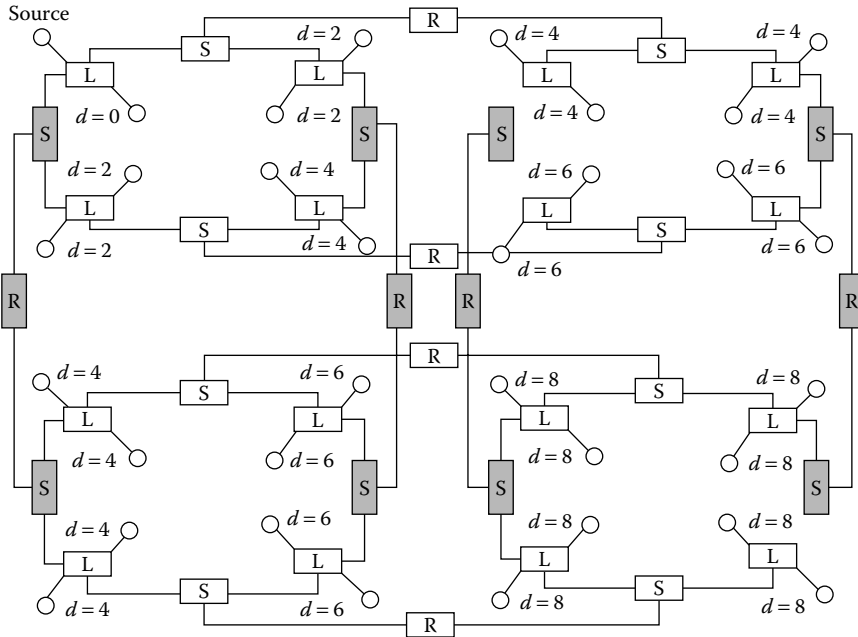 Source
R
d = 2
d = 4
d = 4
S
S
L
L
L
L
d = 0
d = 2
d = 4
d = 4
S
S
S
S
d = 2
d = 4
d = 6
d = 6
L
L
L
L
S
S
d = 2
d = 4
d = 6
d = 6
R
R
R
R
R
R
d = 4
d = 6
d = 8
d = 8
S
S
L
L
L
L
d = 4
d = 6
d = 8
d = 8
S
S
S
S
d = 4
d = 6
d = 8
d = 8
L
L
L
L
S
S
d = 4
d = 6
d = 8
d = 8
R